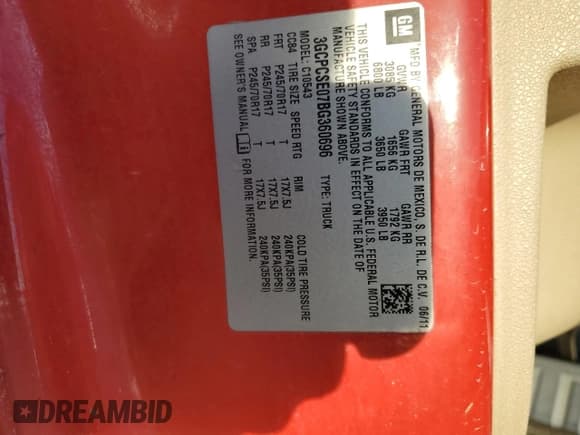 GM
MFD BY GENERAL MOTORS DE MEXICO, S. DE R.L. DE C.V. 06/11
GVWR GAWR FRT GAWR RR
3085 KG 1656 KG 1792 KG
6800 LB 3650 LB 3950 LB
THIS VEHICLE CONFORMS TO ALL APPLICABLE U.S. FEDERAL MOTOR
VEHICLE SAFETY STANDARDS IN EFFECT ON THE DATE OF
MANUFACTURE SHOWN ABOVE.
3GCPCSE07BG360696 TYPE: TRUCK
MODEL: C10543
CC84 TIRE SIZE SPEED RTG RIM COLD TIRE PRESSURE
FRT P245/70R17 T 17X7.5J 240KPA(35PSI)
RR P245/70R17 T 17X7.5J 240KPA(35PSI)
SPA P245/70R17 T 17X7.5J 240KPA(35PSI)
SEE OWNER'S MANUAL FOR MORE INFORMATION.
DREAMBID